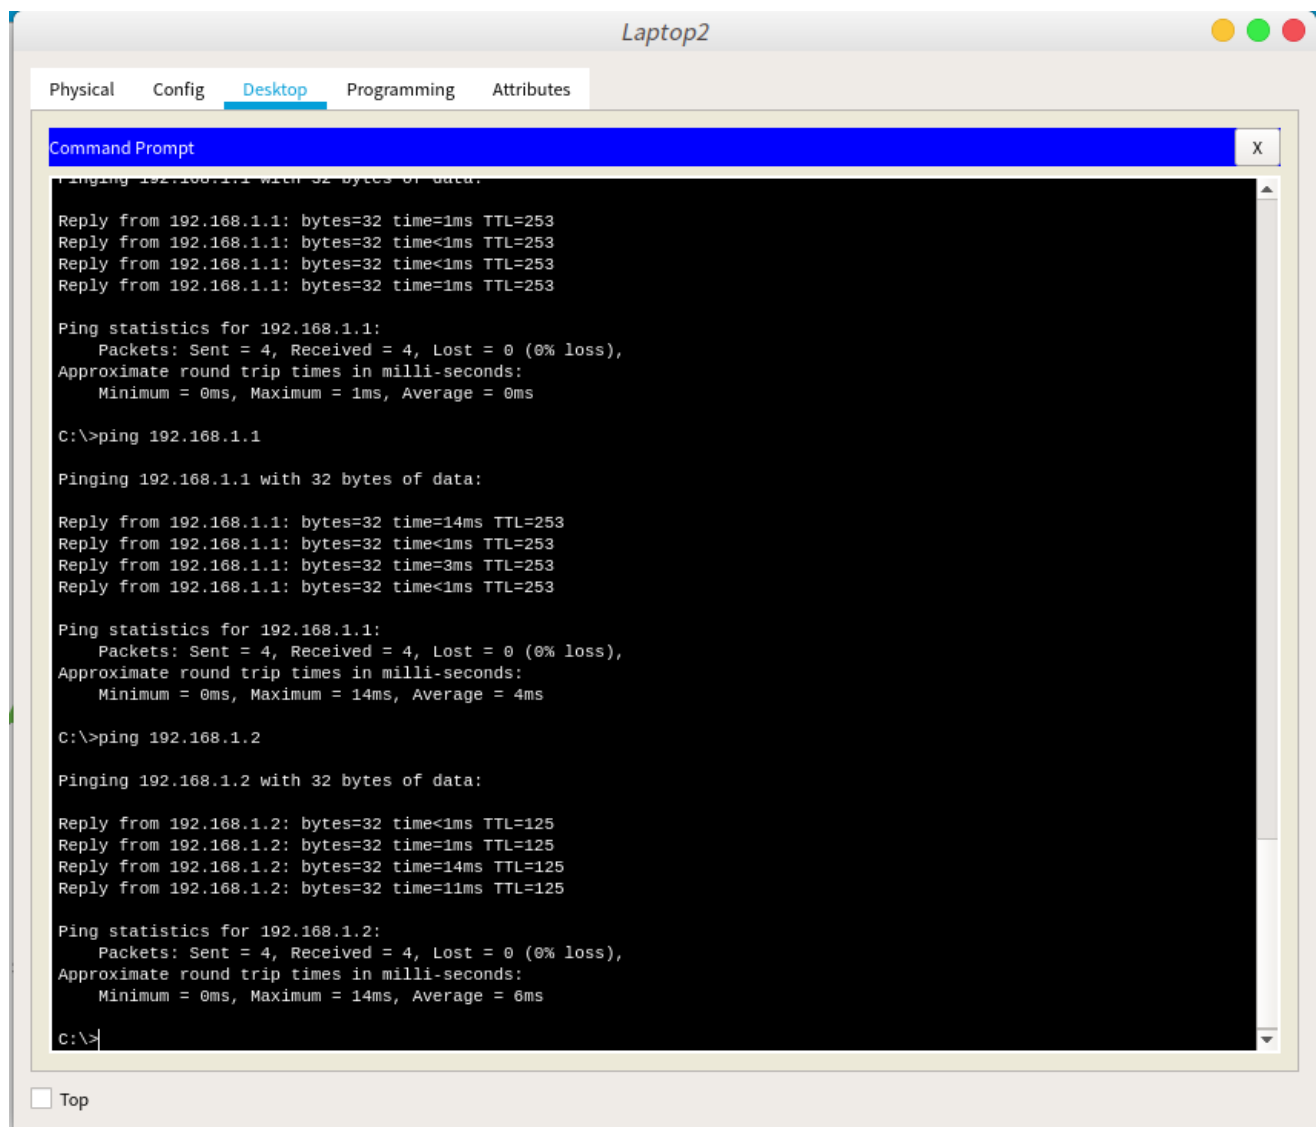 Laptop2
Physical Config Desktop Programming Attributes
Command Prompt X
Pinging 192.168.1.1 with 32 bytes of data:
Reply from 192.168.1.1: bytes=32 time=1ms TTL=253
Reply from 192.168.1.1: bytes=32 time<1ms TTL=253
Reply from 192.168.1.1: bytes=32 time<1ms TTL=253
Reply from 192.168.1.1: bytes=32 time=1ms TTL=253
Ping statistics for 192.168.1.1:
Packets: Sent = 4, Received = 4, Lost = 0 (0% loss),
Approximate round trip times in milli-seconds:
Minimum = 0ms, Maximum = 1ms, Average = 0ms
C:\>ping 192.168.1.1
Pinging 192.168.1.1 with 32 bytes of data:
Reply from 192.168.1.1: bytes=32 time=14ms TTL=253
Reply from 192.168.1.1: bytes=32 time<1ms TTL=253
Reply from 192.168.1.1: bytes=32 time=3ms TTL=253
Reply from 192.168.1.1: bytes=32 time<1ms TTL=253
Ping statistics for 192.168.1.1:
Packets: Sent = 4, Received = 4, Lost = 0 (0% loss),
Approximate round trip times in milli-seconds:
Minimum = 0ms, Maximum = 14ms, Average = 4ms
C:\>ping 192.168.1.2
Pinging 192.168.1.2 with 32 bytes of data:
Reply from 192.168.1.2: bytes=32 time<1ms TTL=125
Reply from 192.168.1.2: bytes=32 time=1ms TTL=125
Reply from 192.168.1.2: bytes=32 time=14ms TTL=125
Reply from 192.168.1.2: bytes=32 time=11ms TTL=125
Ping statistics for 192.168.1.2:
Packets: Sent = 4, Received = 4, Lost = 0 (0% loss),
Approximate round trip times in milli-seconds:
Minimum = 0ms, Maximum = 14ms, Average = 6ms
C:\>
Top